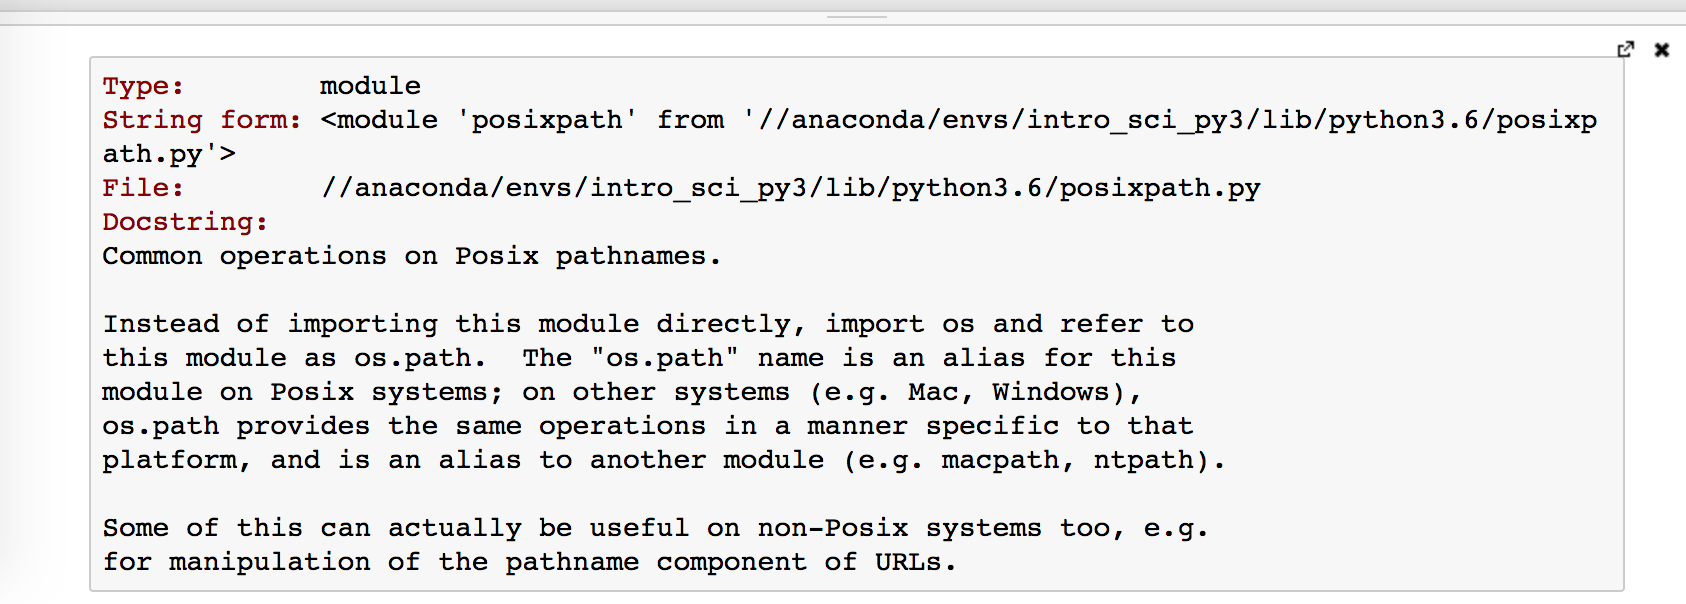 Type:        module
String form: <module 'posixpath' from '//anaconda/envs/intro_sci_py3/lib/python3.6/posixp
ath.py'>
File:        //anaconda/envs/intro_sci_py3/lib/python3.6/posixpath.py
Docstring:
Common operations on Posix pathnames.

Instead of importing this module directly, import os and refer to
this module as os.path.  The "os.path" name is an alias for this
module on Posix systems; on other systems (e.g. Mac, Windows),
os.path provides the same operations in a manner specific to that
platform, and is an alias to another module (e.g. macpath, ntpath).

Some of this can actually be useful on non-Posix systems too, e.g.
for manipulation of the pathname component of URLs.